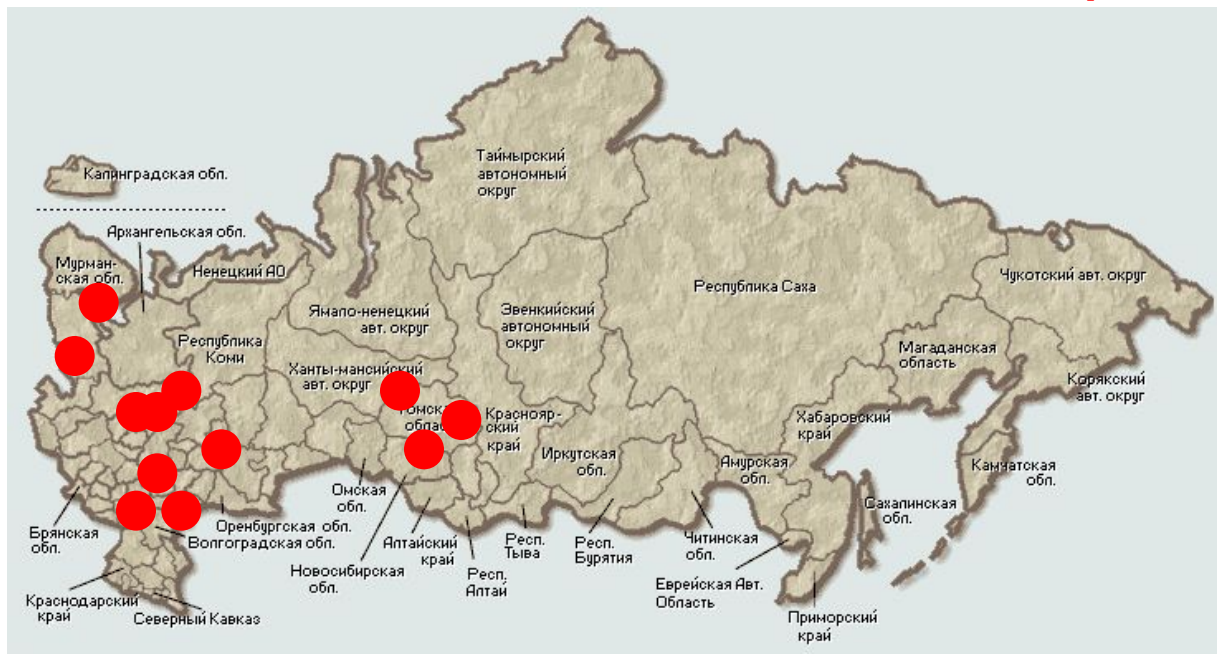 Таймырский
автономный
округ
Калинградская обл.
Архангельская обл.
Мурман-
ская обл.
Ненецкий АО
Чукотский авт. округ
Республика Саха
Ямало-ненецкий
авт. округ
Эвенкийский
автономный
округ
Республика
Коми
Магаданская
область
Ханты-мансийский
авт. округ
Корякский
авт. округ
Томская
область
Краснояр-
ский
край
Хабаровский
край
Иркутская
обл.
Амурская
обл.
Камчатская
обл.
Омская
обл.
Сахалинская
обл.
Оренбургская обл.
Брянская
обл.
Волгоградская обл.
Алтайский
край
Респ.
Тыва
Респ.
Бурятия
Читинская
обл.
Новосибирская
обл.
Респ.
Алтай
Еврейская Авт.
Область
Краснодарский
край
Северный Кавказ
Приморский
край